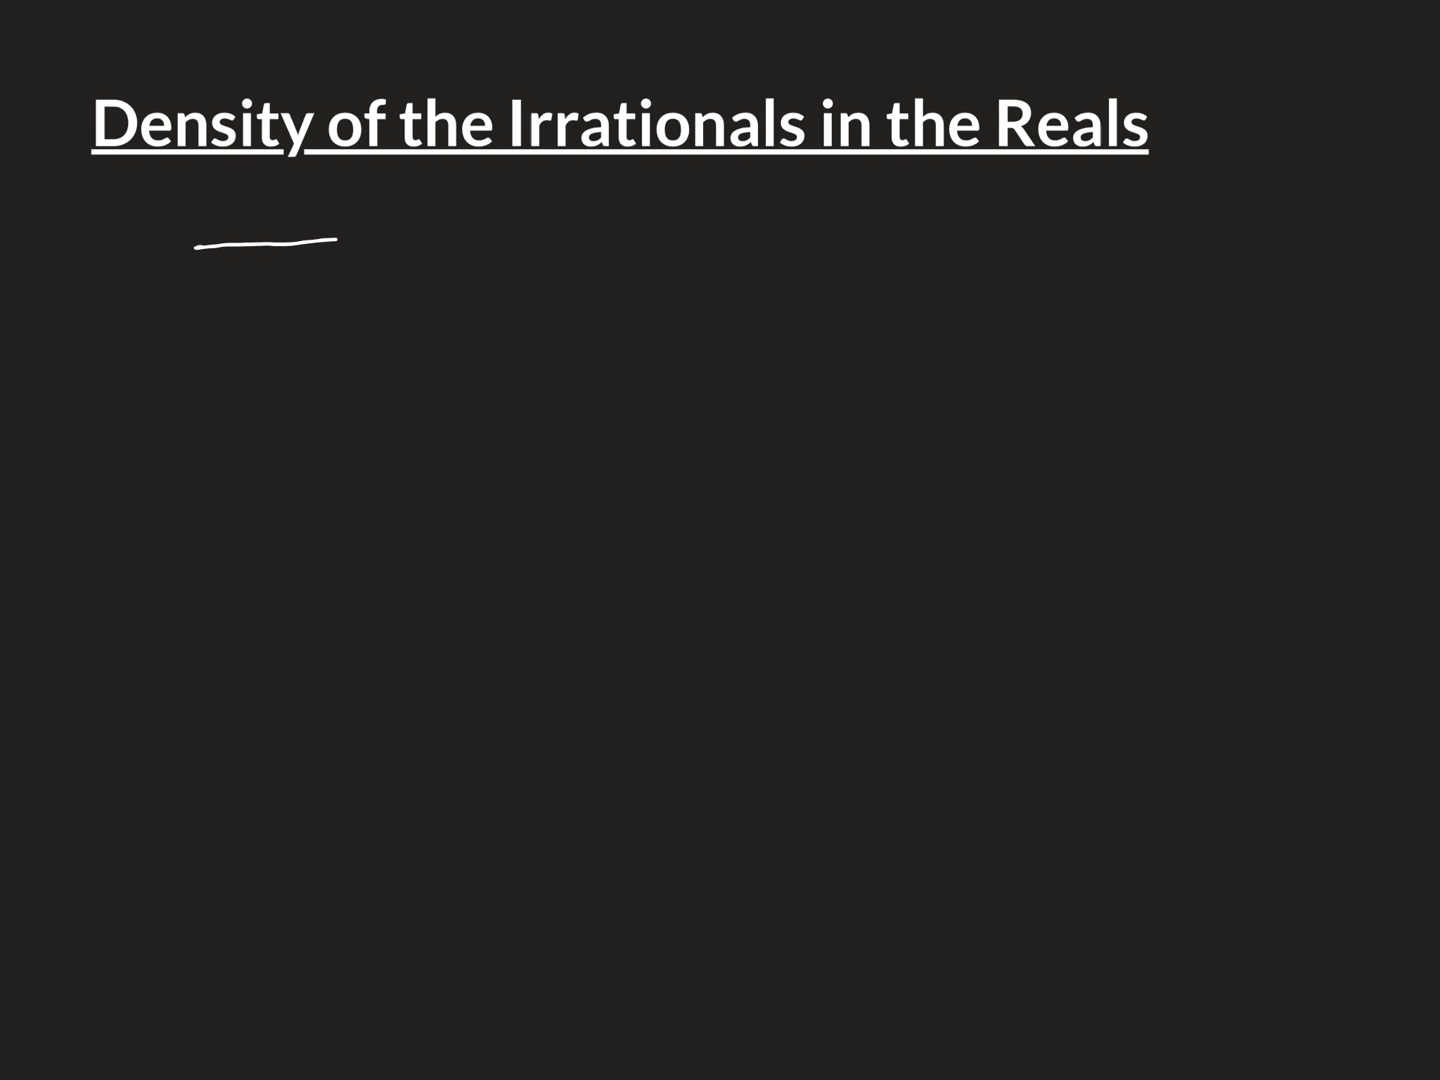 Density of the Irrationals in the Reals